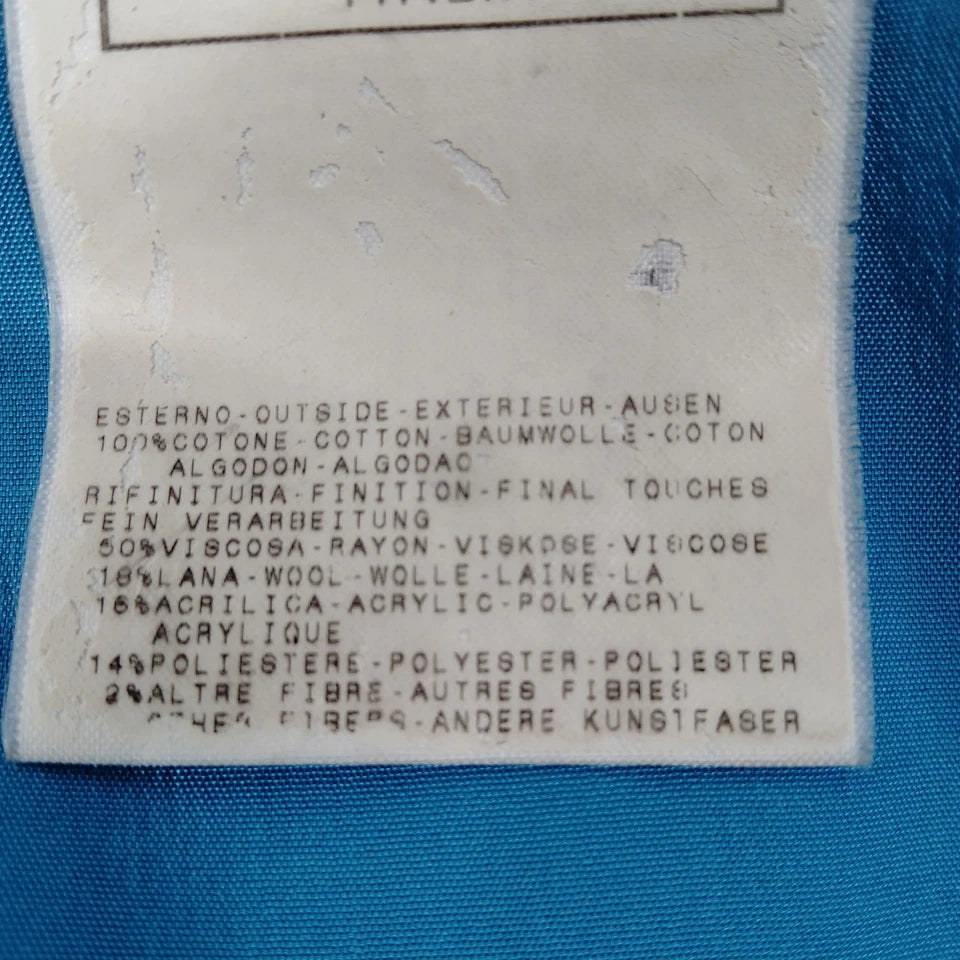 ESTERNO-OUTSIDE-EXTERIEUR-AUSEN
100%COTONE-COTTON-BAUMWOLLE-COTON
ALGODON-ALGODAO
RIFINITURA-FINITION-FINAL TOUCHES
FEIN VERARBEITUNG
50%VISCOSA-RAYON-VISKOSE-VISCOSE
18%LANA-WOOL-WOLLE-LAINE-LA
16%ACRILICA-ACRYLIC-POLYACRYL
ACRYLIQUE
14%POLIESTERE-POLYESTER-POLIESTER
2%ALTRE FIBRE-AUTRES FIBRES
OTHER FIBERS-ANDERE KUNSTFASER